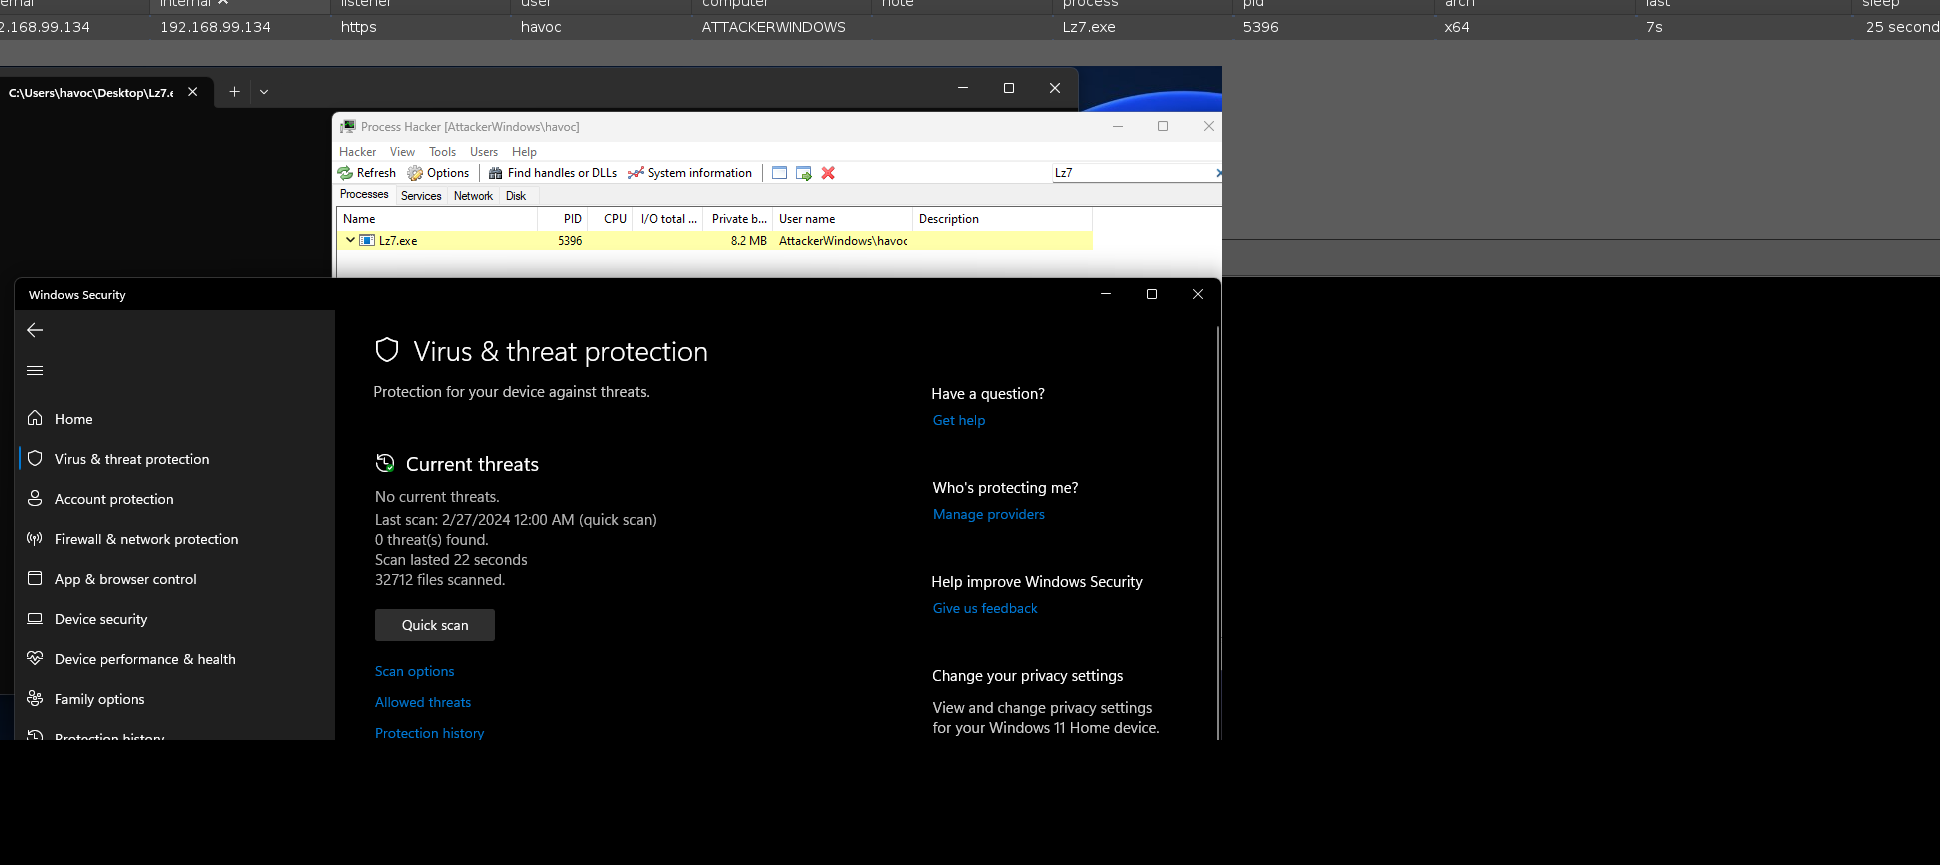 internal listener user computer note process pid arch last sleep
192.168.99.134 https havoc ATTACKERWINDOWS Lz7.exe 5396 x64 7s 25 second
C:\Users\havoc\Desktop\Lz7.e
Process Hacker [AttackerWindows\havoc]
Hacker View Tools Users Help
Refresh Options Find handles or DLLs System information Lz7
Processes Services Network Disk
Name PID CPU I/O total ... Private b... User name Description
Lz7.exe 5396 8.2 MB AttackerWindows\havoc
Windows Security
Home
Virus & threat protection
Account protection
Firewall & network protection
App & browser control
Device security
Device performance & health
Family options
Protection history
Virus & threat protection
Protection for your device against threats.
Current threats
No current threats.
Last scan: 2/27/2024 12:00 AM (quick scan)
0 threat(s) found.
Scan lasted 22 seconds
32712 files scanned.
Quick scan
Scan options
Allowed threats
Protection history
Have a question?
Get help
Who's protecting me?
Manage providers
Help improve Windows Security
Give us feedback
Change your privacy settings
View and change privacy settings
for your Windows 11 Home device.